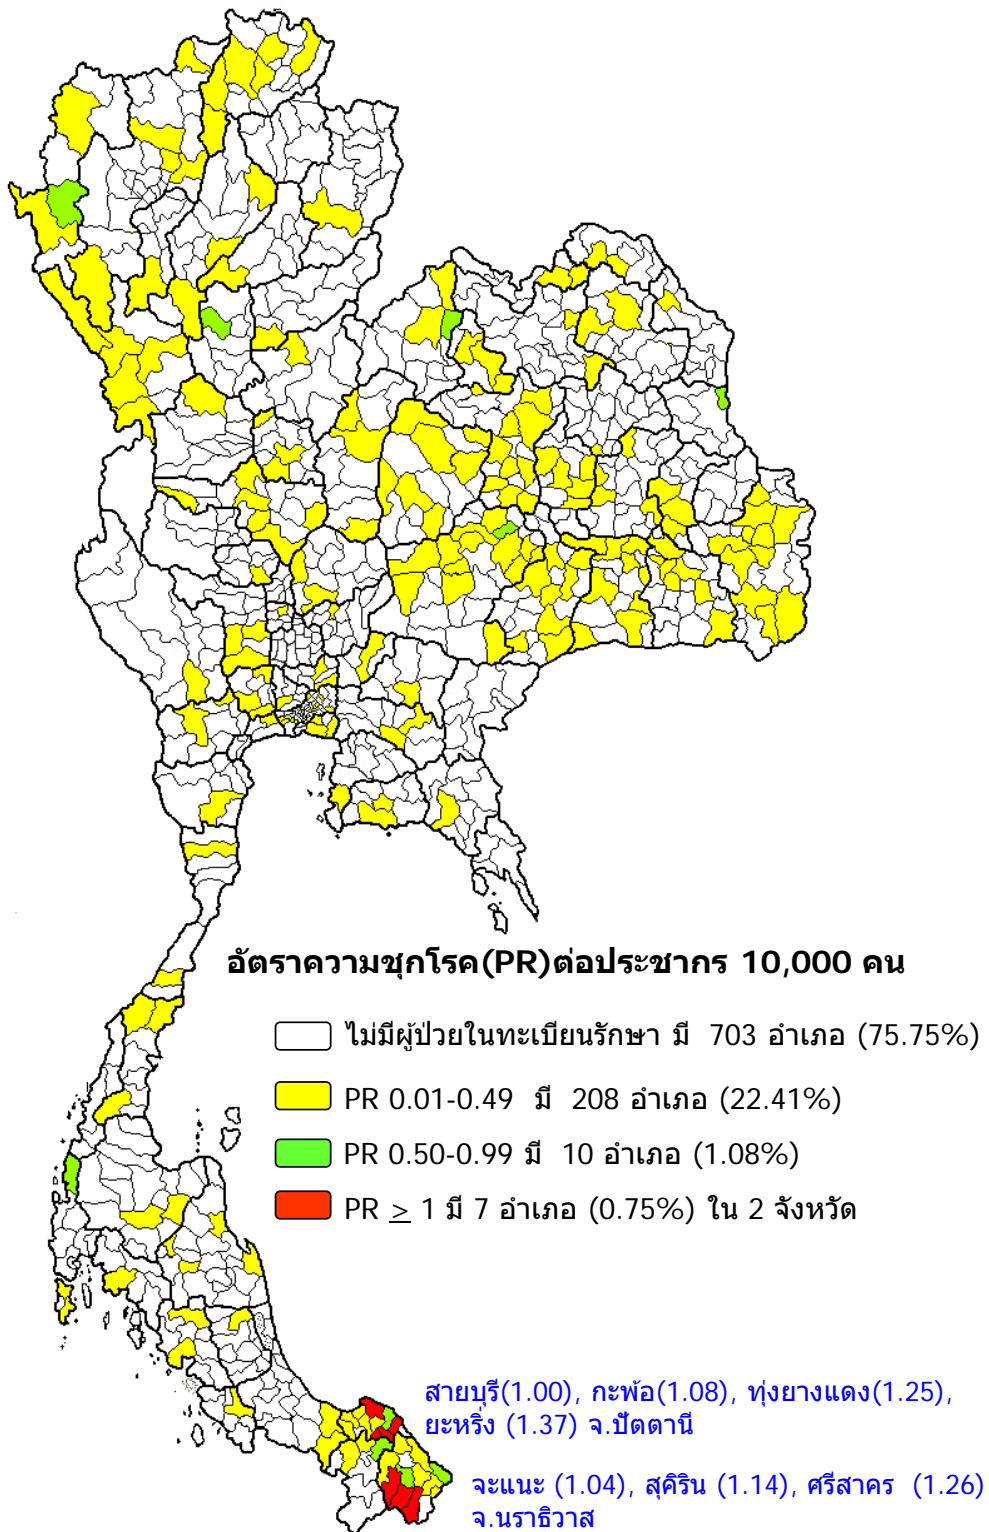 อัตราความชุกโรค(PR)ต่อประชากร 10,000 คน
ไม่มีผู้ป่วยในทะเบียนรักษา มี 703 อำเภอ (75.75%)
PR 0.01-0.49 มี 208 อำเภอ (22.41%)
PR 0.50-0.99 มี 10 อำเภอ (1.08%)
PR ≥ 1 มี 7 อำเภอ (0.75%) ใน 2 จังหวัด
สายบุรี(1.00), กะพ้อ(1.08), ทุ่งยางแดง(1.25),
ยะหริ่ง (1.37) จ.ปัตตานี
จะแนะ (1.04), สุคิริน (1.14), ศรีสาคร (1.26)
จ.นราธิวาส